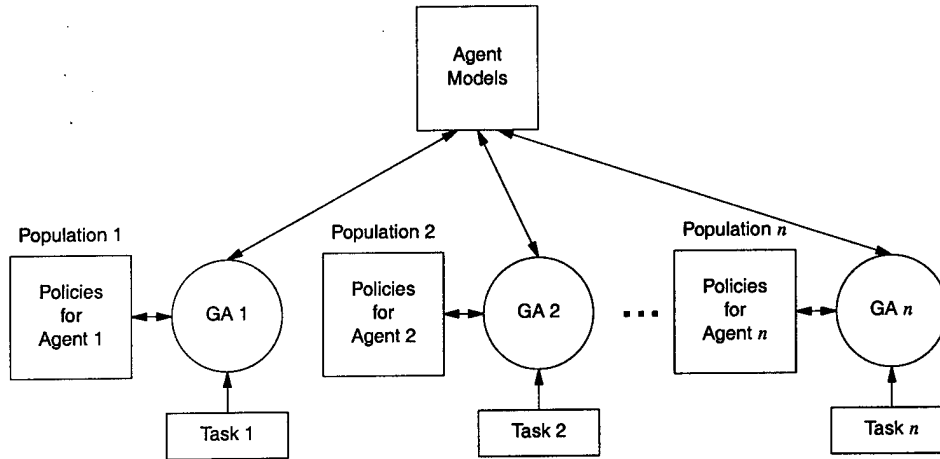 Agent
Models
Population 1
Policies
for
Agent 1
GA 1
Task 1
Population 2
Policies
for
Agent 2
GA 2
Task 2
Population n
Policies
for
Agent n
GA n
Task n